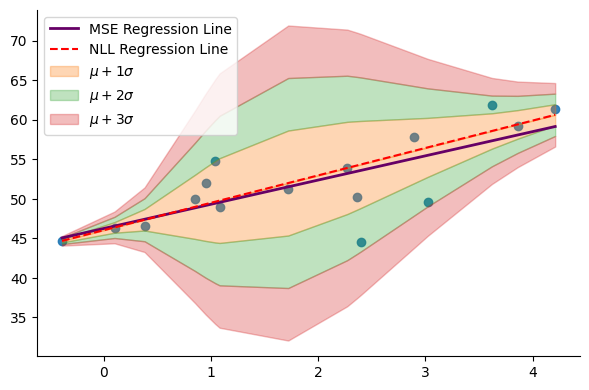 MSE Regression Line
NLL Regression Line
μ + 1σ
μ + 2σ
μ + 3σ
70
65
60
55
50
45
40
35
0 1 2 3 4